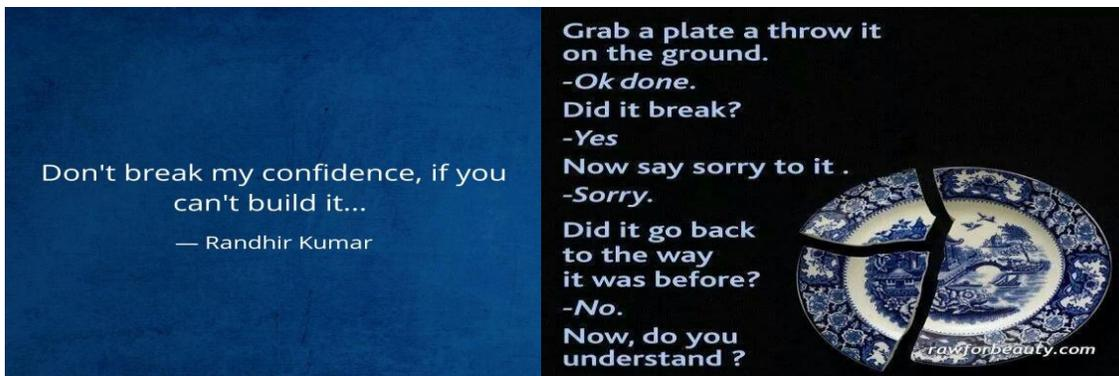 Don't break my confidence, if you
can't build it...
— Randhir Kumar
Grab a plate a throw it
on the ground.
-Ok done.
Did it break?
-Yes
Now say sorry to it .
-Sorry.
Did it go back
to the way
it was before?
-No.
Now, do you
understand ?
rawforbeauty.com